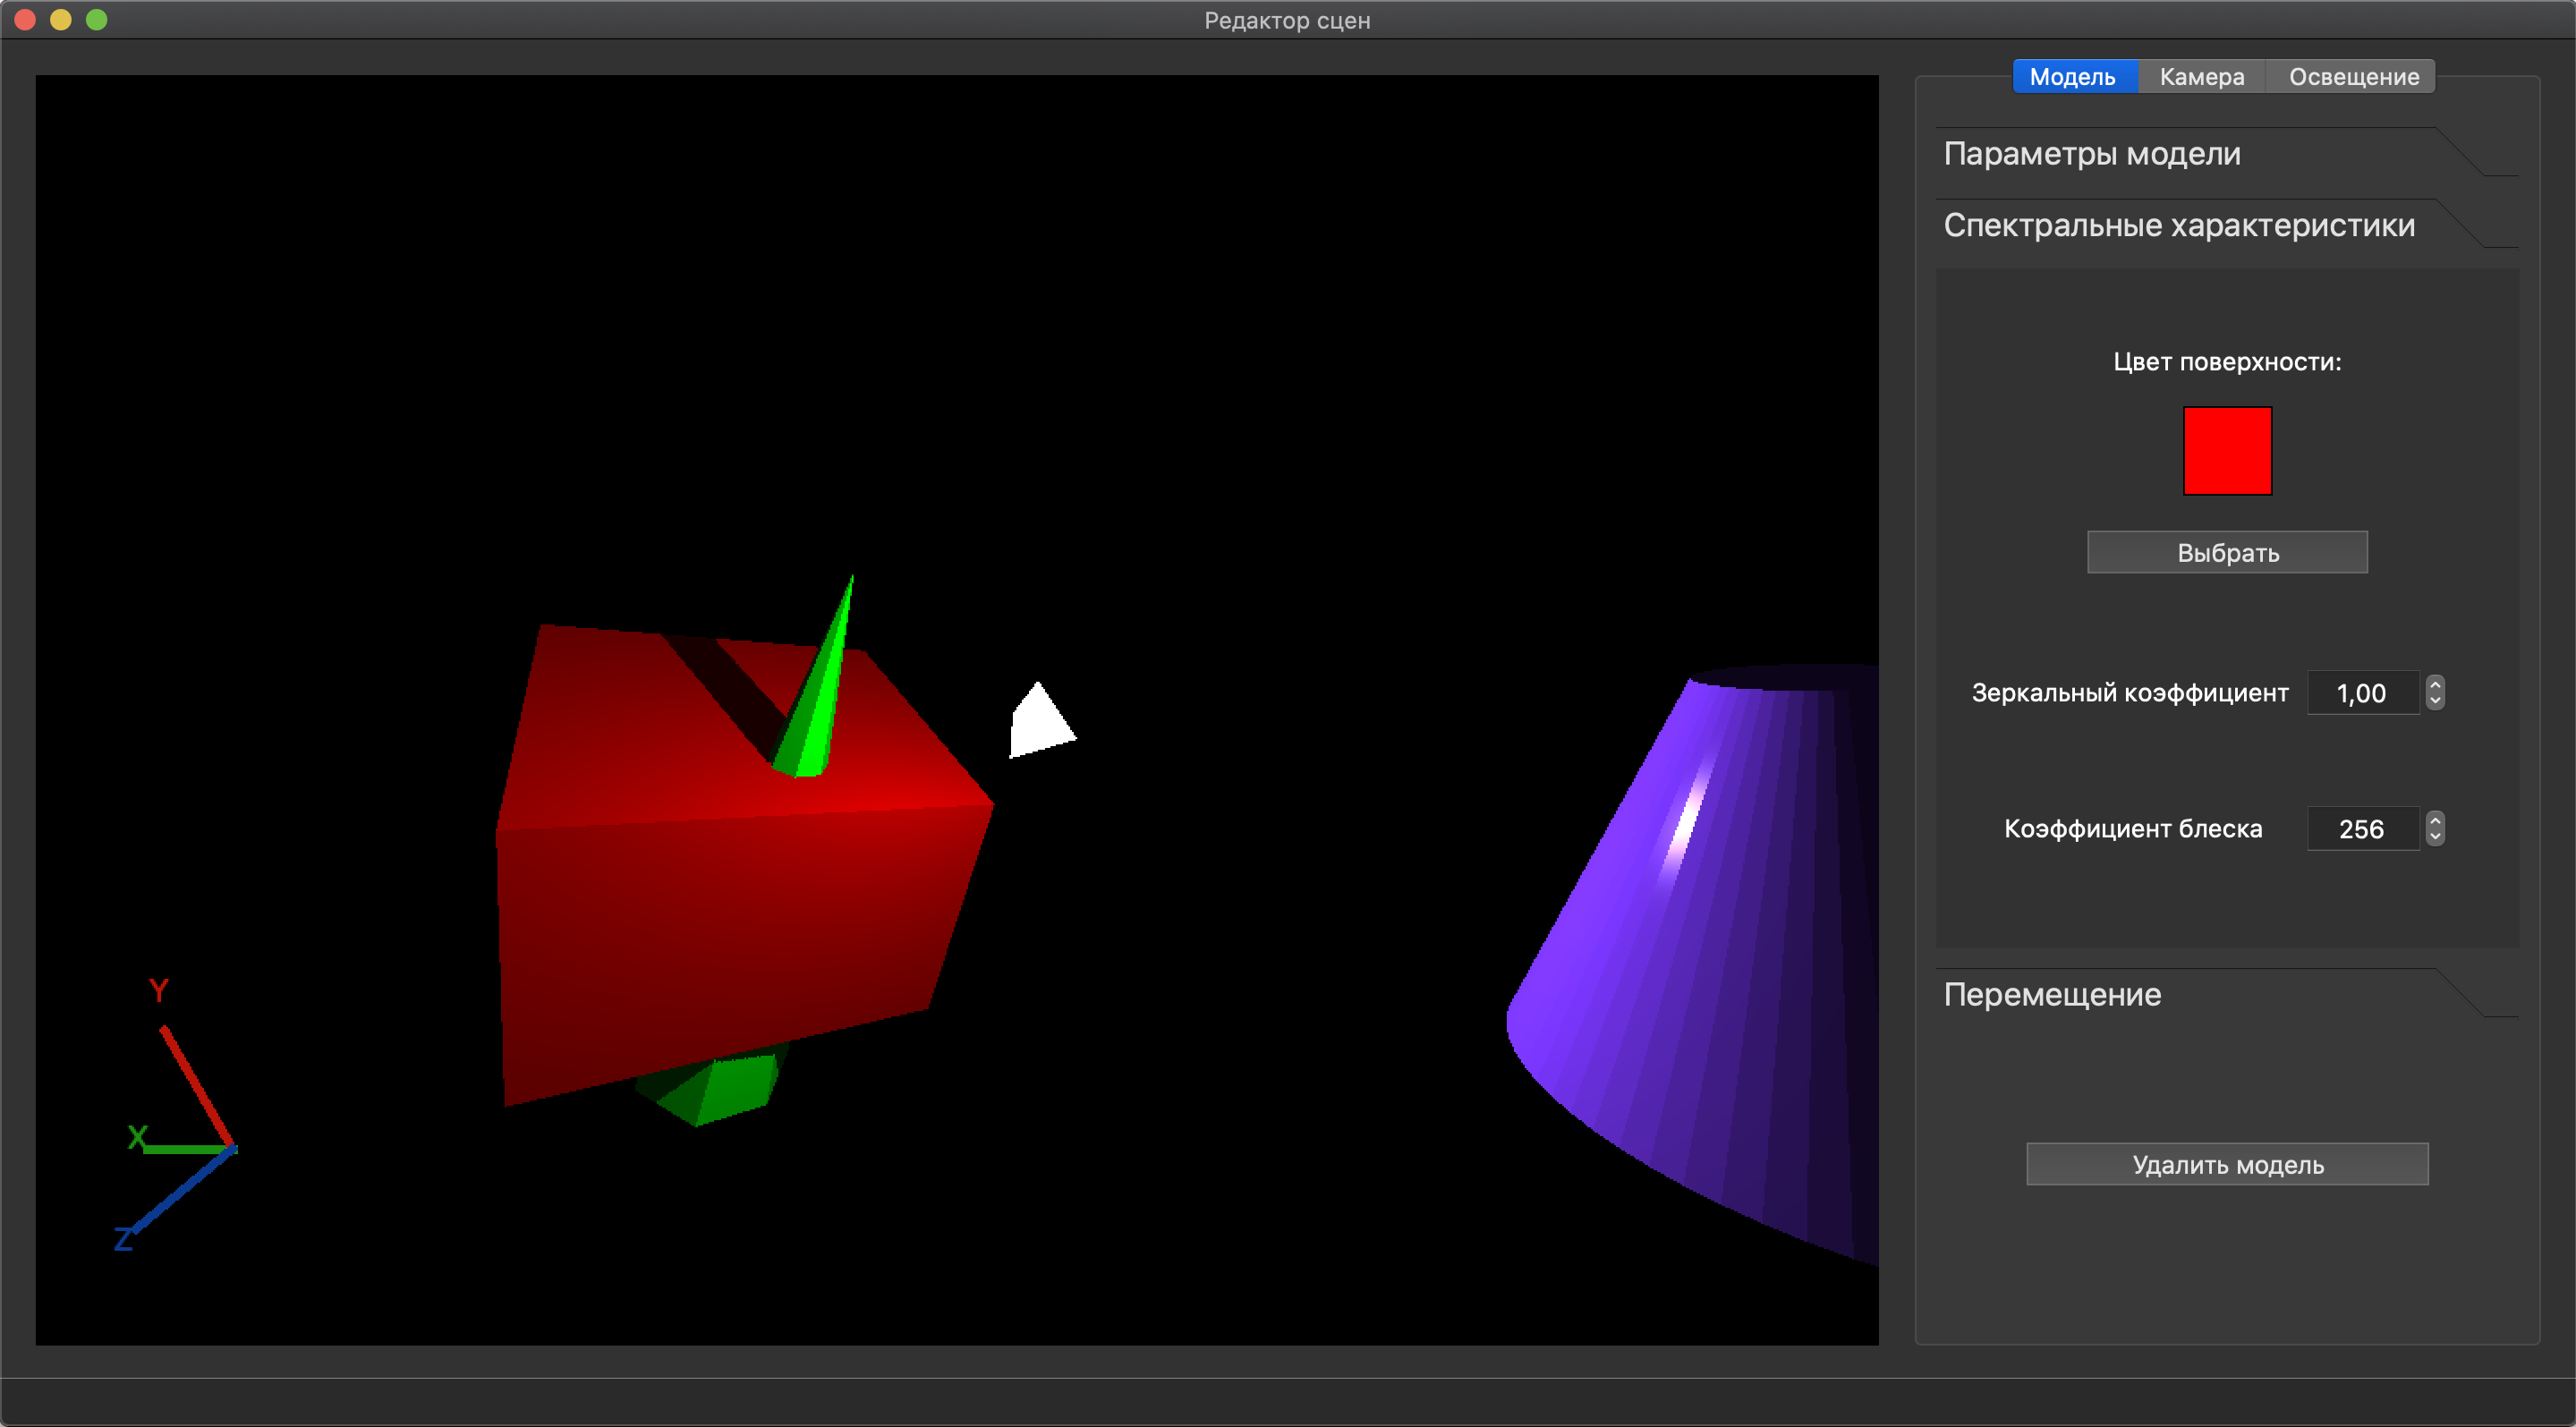 Редактор сцен
Модель Камера Освещение
Параметры модели
Спектральные характеристики
Цвет поверхности:
Выбрать
Зеркальный коэффициент 1,00
Коэффициент блеска 256
Перемещение
Удалить модель
Y
X
Z